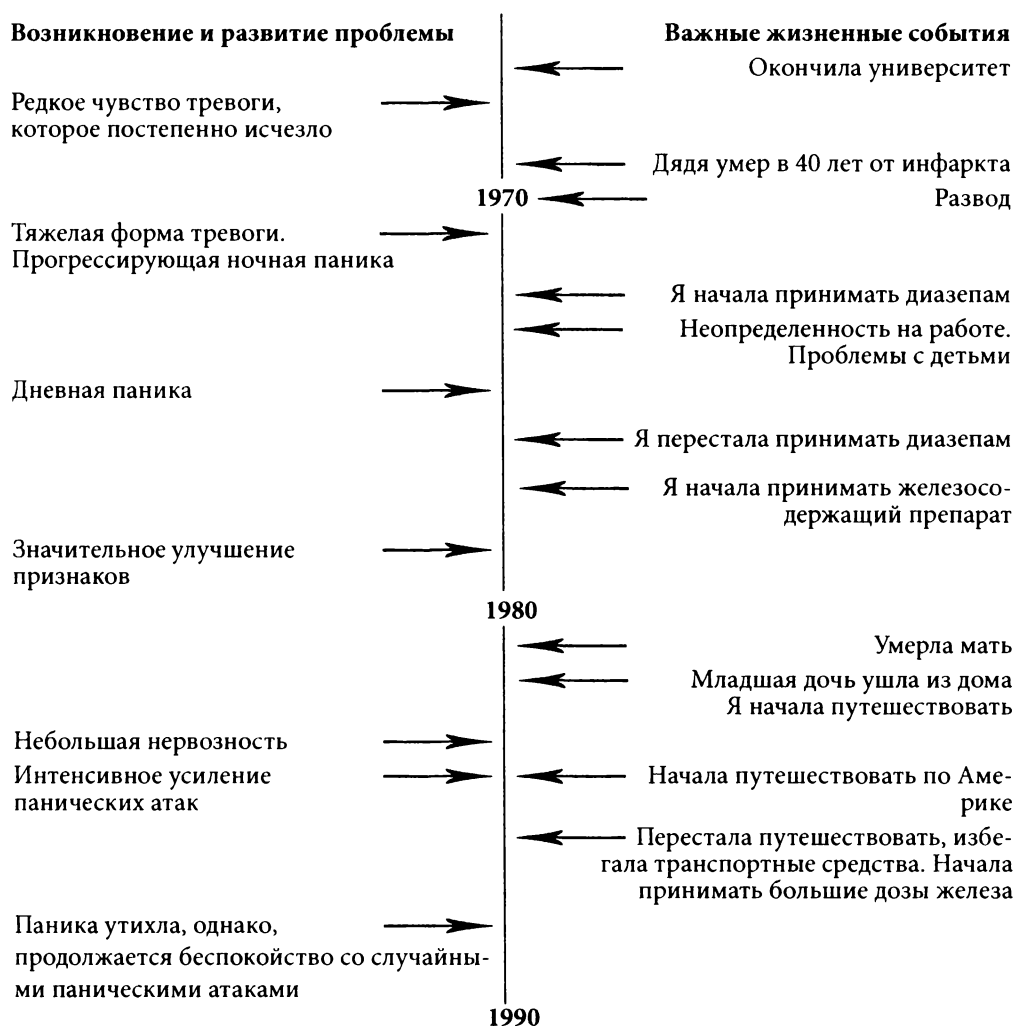 Возникновение и развитие проблемы
Важные жизненные события
Окончила университет
Редкое чувство тревоги,
которое постепенно исчезло
Дядя умер в 40 лет от инфаркта
1970
Развод
Тяжелая форма тревоги.
Прогрессирующая ночная паника
Я начала принимать диазепам
Неопределенность на работе.
Проблемы с детьми
Дневная паника
Я перестала принимать диазепам
Я начала принимать железосо-
держащий препарат
Значительное улучшение
признаков
1980
Умерла мать
Младшая дочь ушла из дома
Я начала путешествовать
Небольшая нервозность
Интенсивное усиление
панических атак
Начала путешествовать по Аме-
рике
Перестала путешествовать, избе-
гала транспортные средства. Начала
принимать большие дозы железа
Паника утихла, однако,
продолжается беспокойство со случайны-
ми паническими атаками
1990